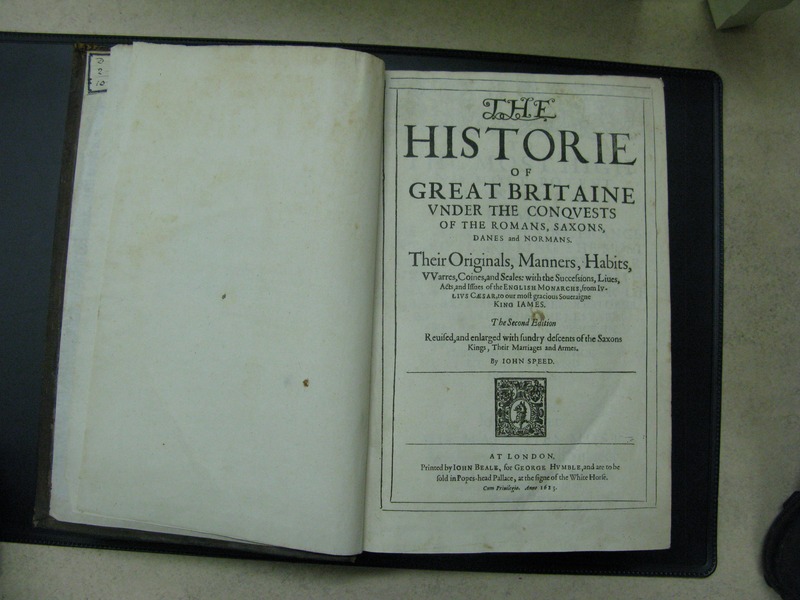 THE
HISTORIE
OF
GREAT BRITAINE
VNDER THE CONQVESTS
OF THE ROMANS, SAXONS,
DANES and NORMANS.
Their Originals, Manners, Habits,
VVarres, Coines, and Seales: with the Successions, Liues,
Acts, and Issues of the ENGLISH MONARCHS, from IV-
LIVS CÆSAR, to our most gracious Soueraigne
KING IAMES.
The Second Edition
Reuised, and enlarged with sundry descents of the Saxons
Kings, Their Marriages and Armes.
By IOHN SPEED.
AT LONDON,
Printed by IOHN BEALE, for GEORGE HVMBLE, and are to be
sold in Popes-head Pallace, at the signe of the White Horse.
Cum Priuilegio. Anno 1623.